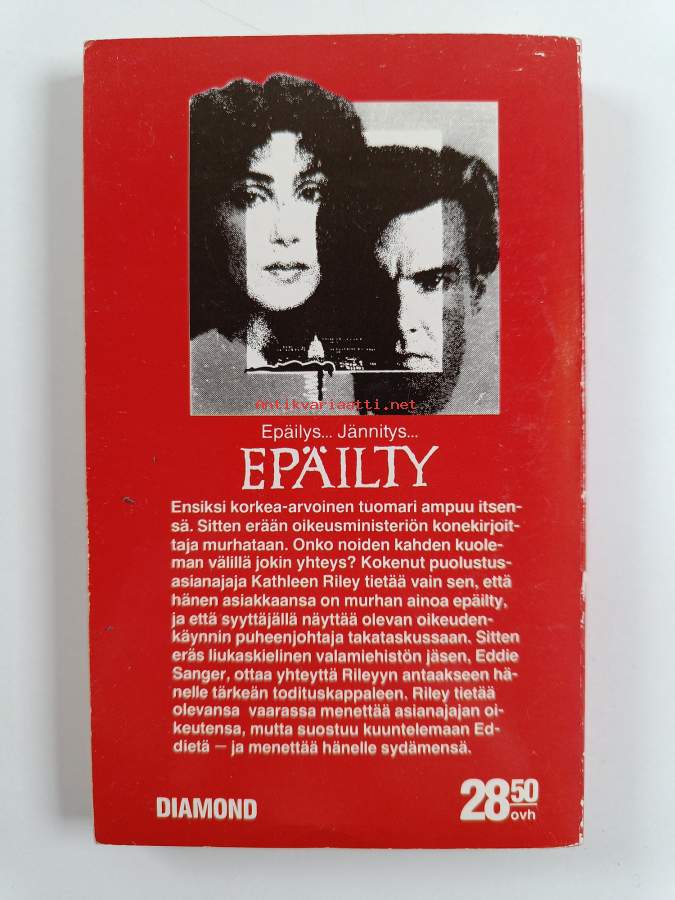 Antikvariaatti.net
Epäilys... Jännitys...
EPÄILTY
Ensiksi korkea-arvoinen tuomari ampuu itsen-
sä. Sitten erään oikeusministeriön konekirjoit-
taja murhataan. Onko noiden kahden kuole-
man välillä jokin yhteys? Kokenut puolustus-
asianajaja Kathleen Riley tietää vain sen, että
hänen asiakkaansa on murhan ainoa epäilty,
ja että syyttäjällä näyttää olevan oikeuden-
käynnin puheenjohtaja takataskussaan. Sitten
eräs liukaskielinen valamiehistön jäsen, Eddie
Sanger, ottaa yhteyttä Rileyyn antaakseen hä-
nelle tärkeän todituskappaleen. Riley tietää
olevansa vaarassa menettää asianajajan oi-
keutensa, mutta suostuu kuuntelemaan Ed-
dietä — ja menettää hänelle sydämensä.
DIAMOND
28 50 ovh